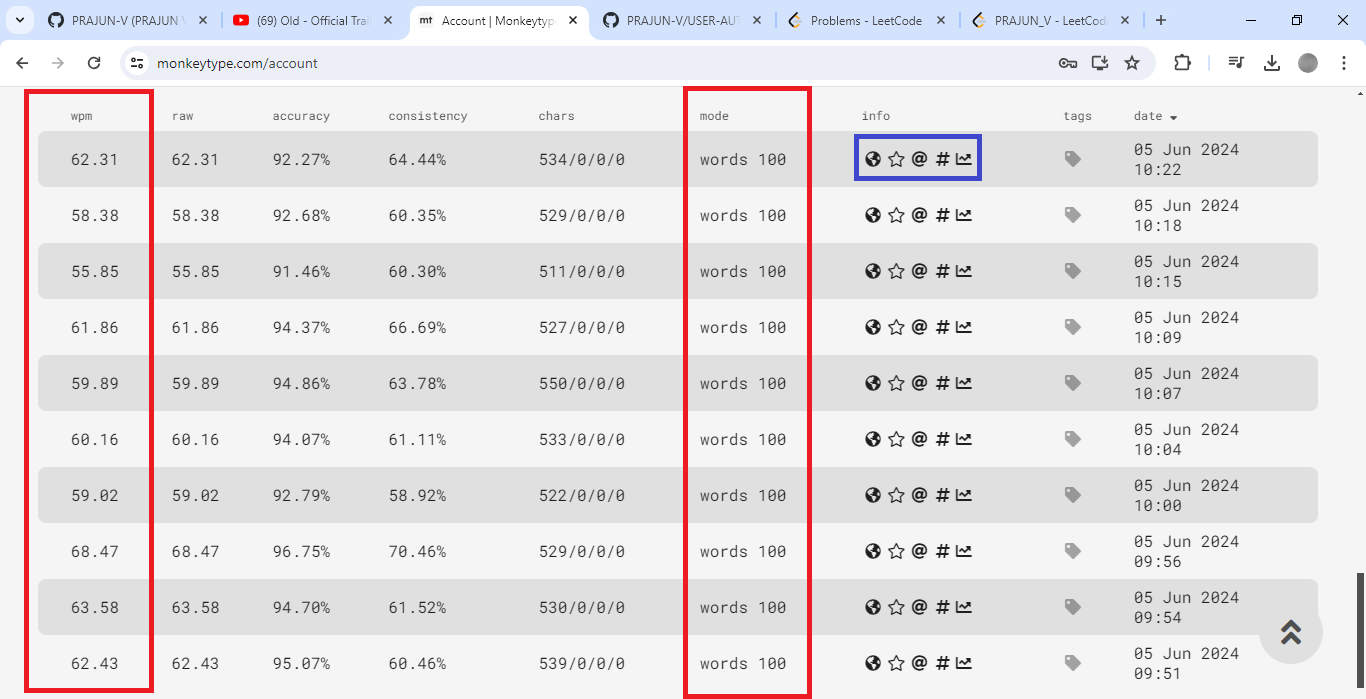 PRAJUN-V (PRAJUN V
(69) Old - Official Trai
Account | Monkeytyp
PRAJUN-V/USER-AUT
Problems - LeetCode
PRAJUN_V - LeetCod
monkeytype.com/account
wpm raw accuracy consistency chars mode info tags date
62.31 62.31 92.27% 64.44% 534/0/0/0 words 100 05 Jun 2024
10:22
58.38 58.38 92.68% 60.35% 529/0/0/0 words 100 05 Jun 2024
10:18
55.85 55.85 91.46% 60.30% 511/0/0/0 words 100 05 Jun 2024
10:15
61.86 61.86 94.37% 66.69% 527/0/0/0 words 100 05 Jun 2024
10:09
59.89 59.89 94.86% 63.78% 550/0/0/0 words 100 05 Jun 2024
10:07
60.16 60.16 94.07% 61.11% 533/0/0/0 words 100 05 Jun 2024
10:04
59.02 59.02 92.79% 58.92% 522/0/0/0 words 100 05 Jun 2024
10:00
68.47 68.47 96.75% 70.46% 529/0/0/0 words 100 05 Jun 2024
09:56
63.58 63.58 94.70% 61.52% 530/0/0/0 words 100 05 Jun 2024
09:54
62.43 62.43 95.07% 60.46% 539/0/0/0 words 100 05 Jun 2024
09:51